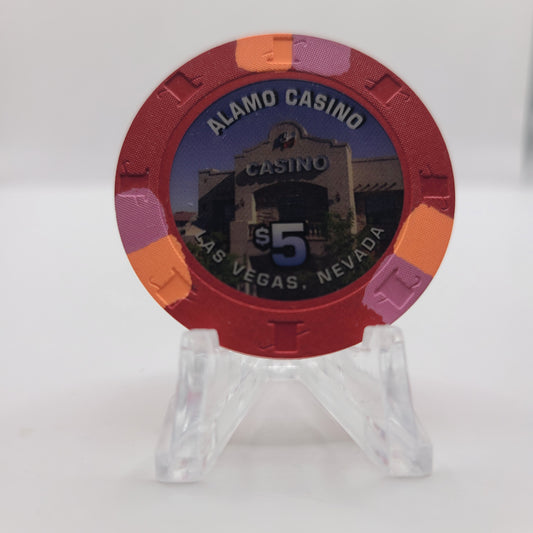 ALAMO CASINO
CASINO
$5
LAS VEGAS, NEVADA